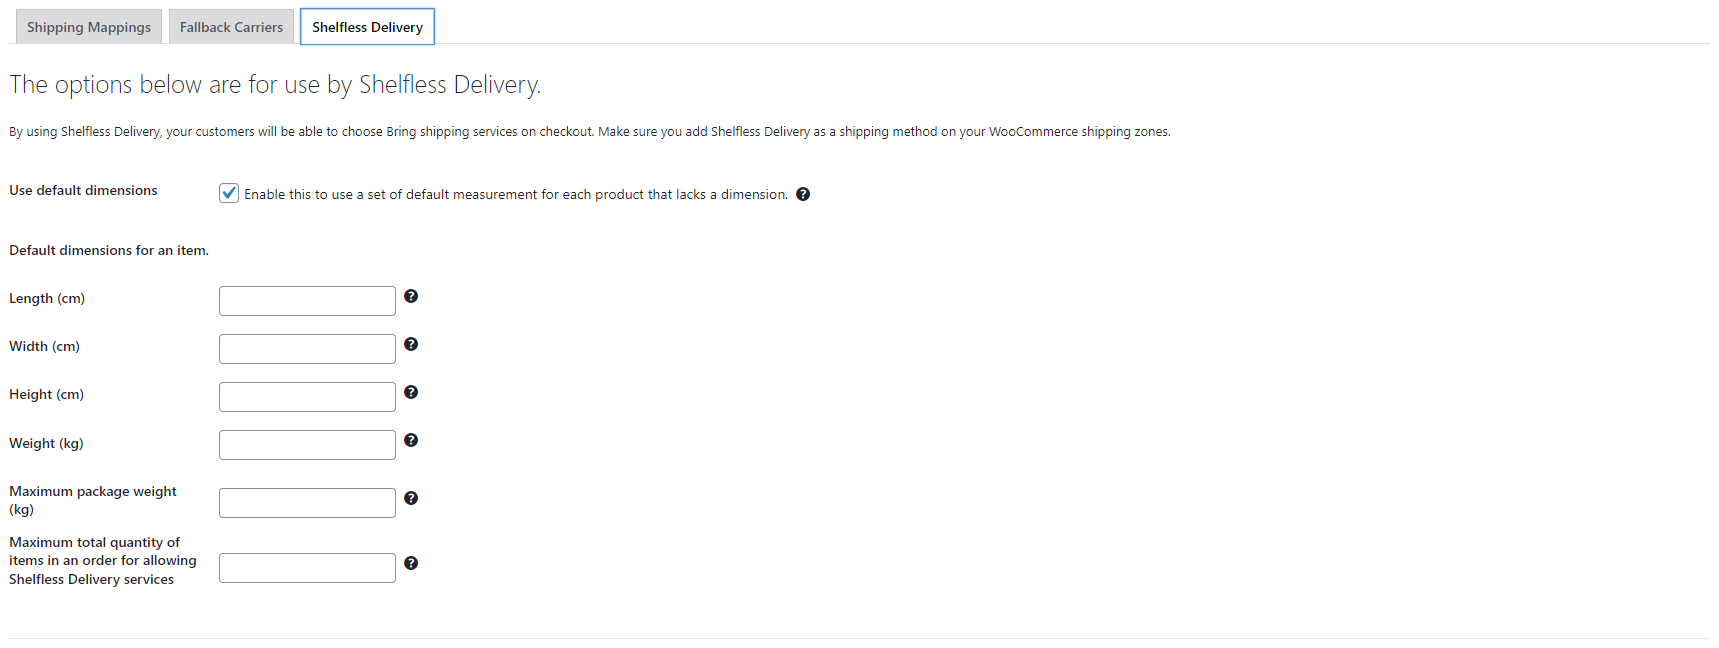 Shipping Mappings
Fallback Carriers
Shelfless Delivery
The options below are for use by Shelfless Delivery.
By using Shelfless Delivery, your customers will be able to choose Bring shipping services on checkout. Make sure you add Shelfless Delivery as a shipping method on your WooCommerce shipping zones.
Use default dimensions
Enable this to use a set of default measurement for each product that lacks a dimension. ?
Default dimensions for an item.
Length (cm) ?
Width (cm) ?
Height (cm) ?
Weight (kg) ?
Maximum package weight
(kg) ?
Maximum total quantity of
items in an order for allowing ?
Shelfless Delivery services